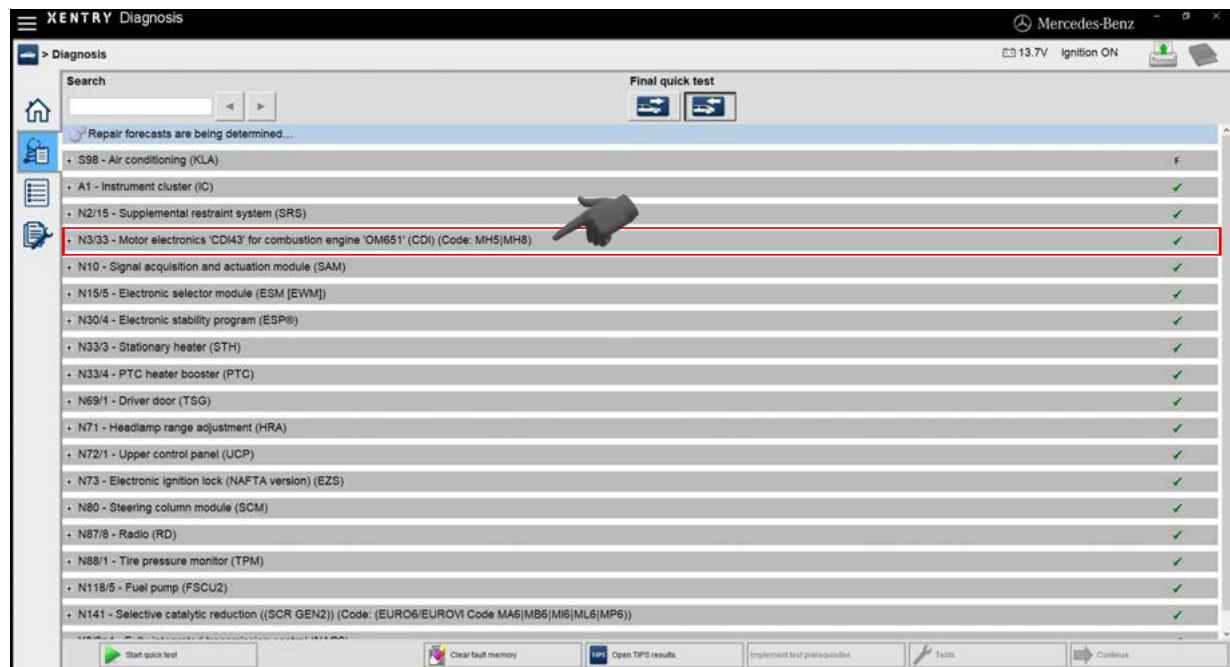 XENTRY Diagnosis
Mercedes-Benz
> Diagnosis
13.7V Ignition ON
Search
Final quick test
Repair forecasts are being determined...
+ S98 - Air conditioning (KLA)
F
+ A1 - Instrument cluster (IC)
+ N2/15 - Supplemental restraint system (SRS)
+ N3/33 - Motor electronics 'CDI43' for combustion engine 'OM651' (CDI) (Code: MH5|MH8)
+ N10 - Signal acquisition and actuation module (SAM)
+ N15/5 - Electronic selector module (ESM [EWM])
+ N30/4 - Electronic stability program (ESP®)
+ N33/3 - Stationary heater (STH)
+ N33/4 - PTC heater booster (PTC)
+ N69/1 - Driver door (TSG)
+ N71 - Headlamp range adjustment (HRA)
+ N72/1 - Upper control panel (UCP)
+ N73 - Electronic ignition lock (NAFTA version) (EZS)
+ N80 - Steering column module (SCM)
+ N87/8 - Radio (RD)
+ N88/1 - Tire pressure monitor (TPM)
+ N118/5 - Fuel pump (FSCU2)
+ N141 - Selective catalytic reduction ((SCR GEN2)) (Code: (EURO6/EUROVI Code MA6|MB6|MI6|ML6|MP6))
Start quick test
Clear fault memory
TIPS Open TIPS results
Implement test prerequisites
Tests
Continue